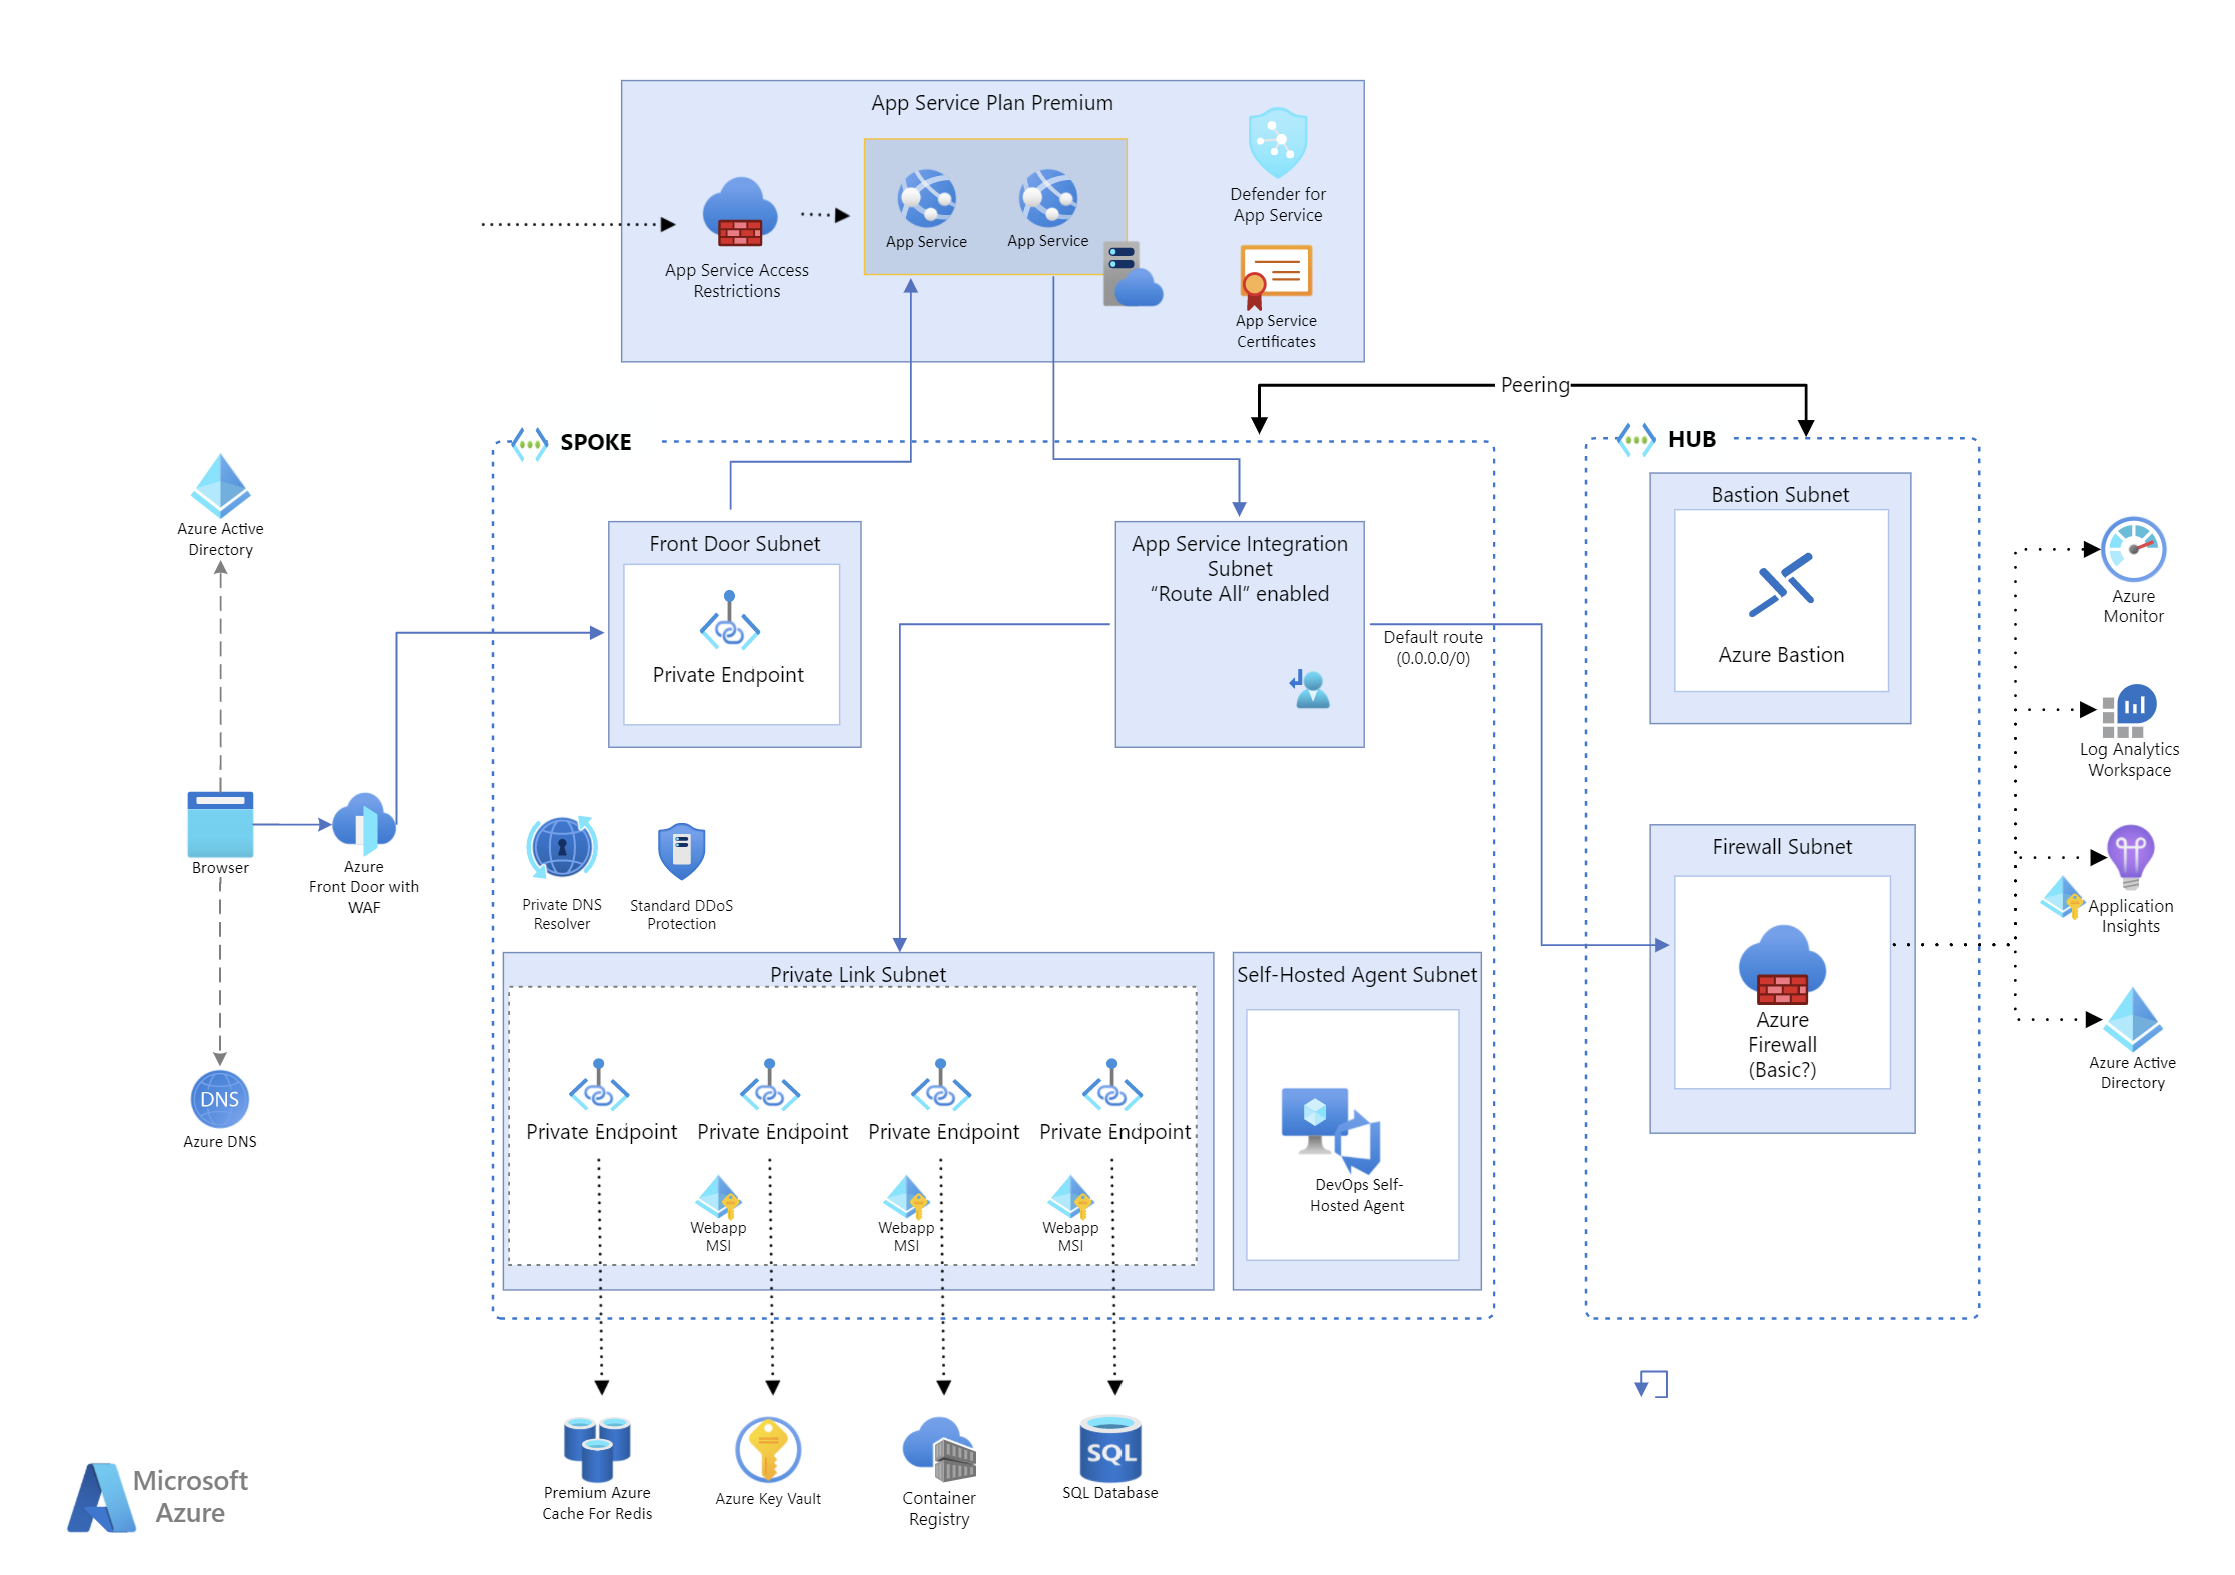 App Service Plan Premium
App Service Access
Restrictions
App Service
App Service
Defender for
App Service
App Service
Certificates
Peering
SPOKE
HUB
Azure Active
Directory
Browser
Azure
Front Door with
WAF
DNS
Azure DNS
Front Door Subnet
Private Endpoint
App Service Integration
Subnet
“Route All” enabled
Default route
(0.0.0.0/0)
Private DNS
Resolver
Standard DDoS
Protection
Private Link Subnet
Private Endpoint
Private Endpoint
Private Endpoint
Private Endpoint
Webapp
MSI
Webapp
MSI
Webapp
MSI
Self-Hosted Agent Subnet
DevOps Self-
Hosted Agent
Bastion Subnet
Azure Bastion
Firewall Subnet
Azure
Firewall
(Basic?)
Azure
Monitor
Log Analytics
Workspace
Application
Insights
Azure Active
Directory
Premium Azure
Cache For Redis
Azure Key Vault
Container
Registry
SQL
SQL Database
Microsoft
Azure